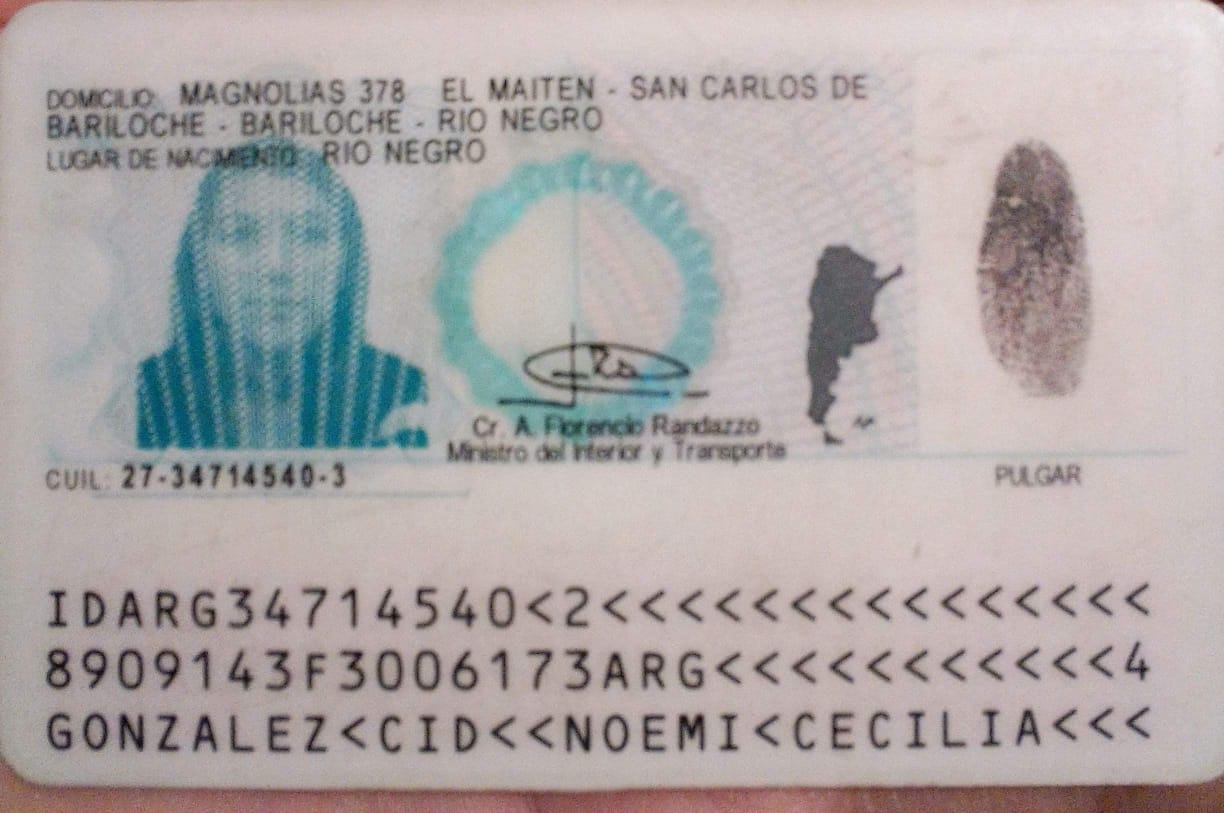 DOMICILIO: MAGNOLIAS 378 EL MAITEN - SAN CARLOS DE
BARILOCHE - BARILOCHE - RIO NEGRO
LUGAR DE NACIMIENTO: RIO NEGRO
Cr. A. Florencio Randazzo
Ministro del Interior y Transporte
CUIL: 27-34714540-3
PULGAR
IDARG34714540<2<<<<<<<<<<<<<<<
8909143F3006173ARG<<<<<<<<<<<4
GONZALEZ<CID<<NOEMI<CECILIA<<<